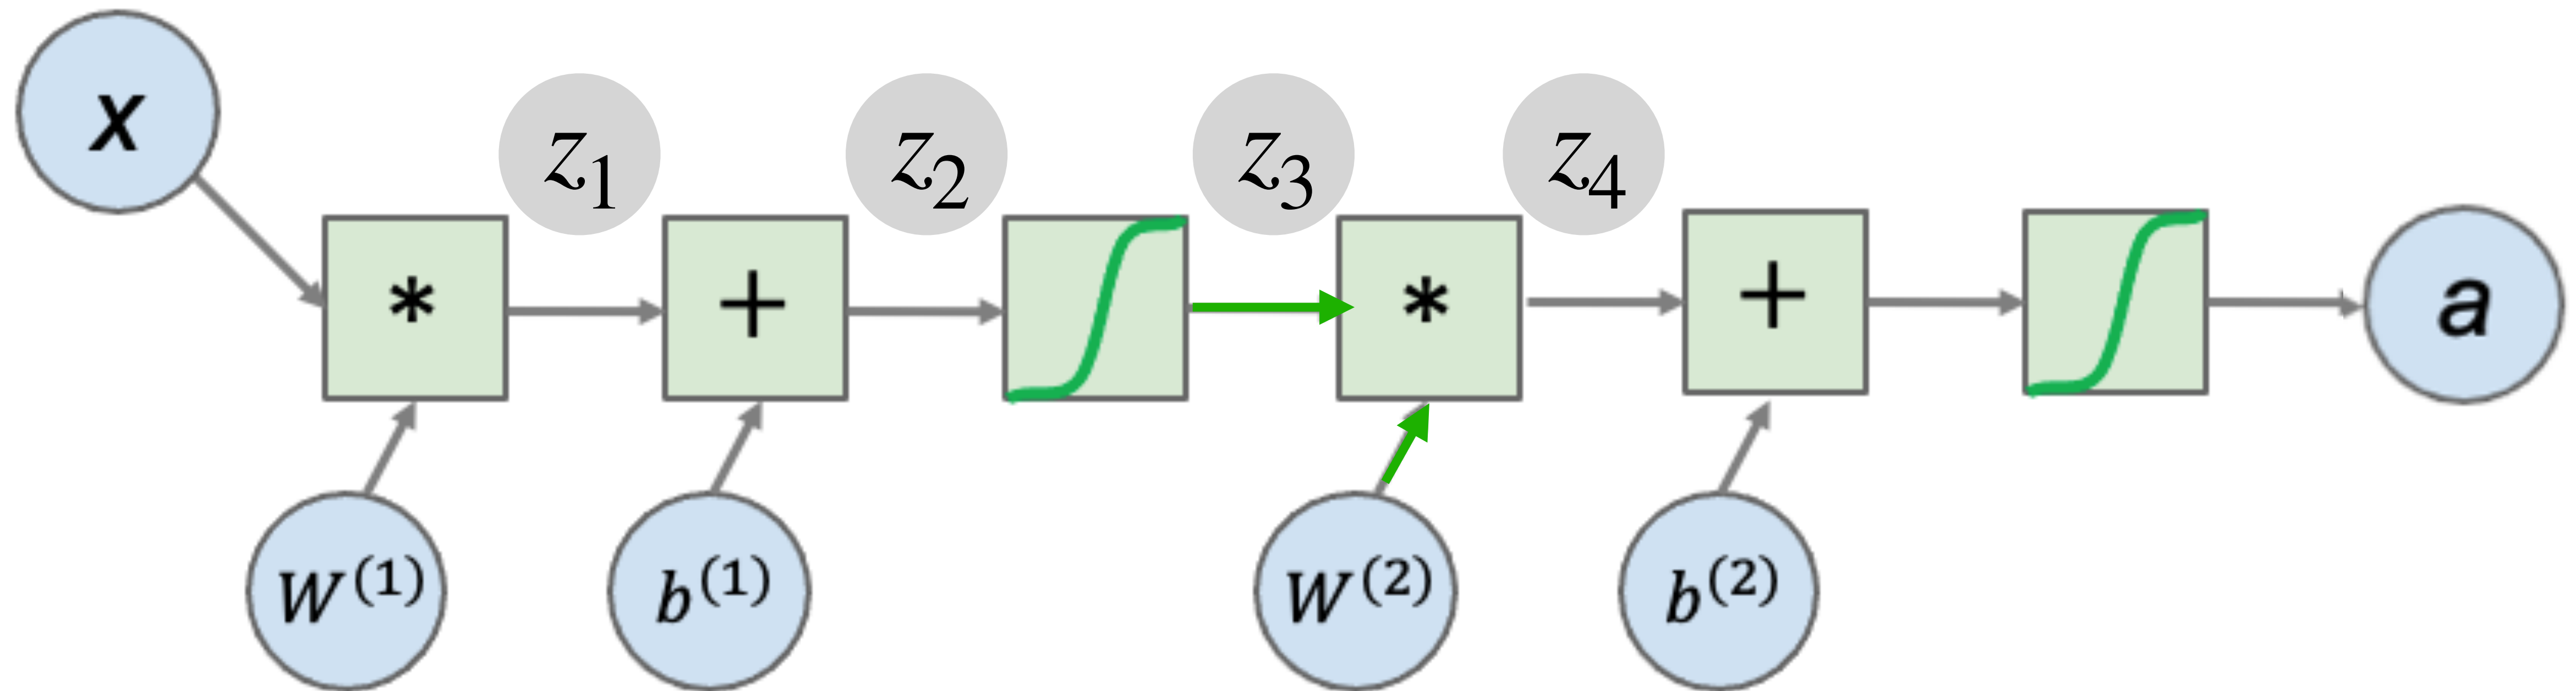 x
z₁ z₂ z₃ z₄
* + * + a
W⁽¹⁾ b⁽¹⁾ W⁽²⁾ b⁽²⁾